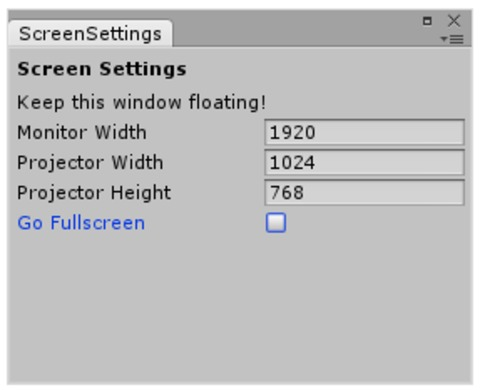 ScreenSettings
Screen Settings
Keep this window floating!
Monitor Width 1920
Projector Width 1024
Projector Height 768
Go Fullscreen